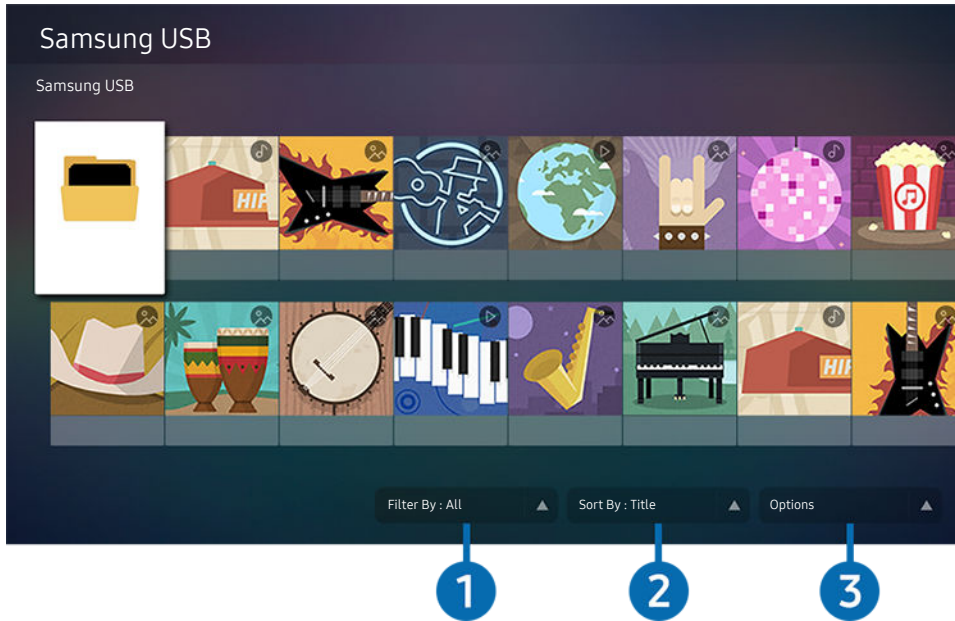 Samsung USB
Samsung USB
HIP
HIP
Filter By : All
Sort By : Title
Options
1
2
3